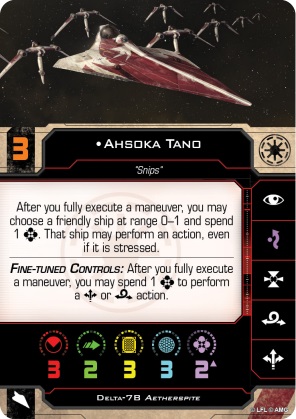 3 • AHSOKA TANO
"Snips"
After you fully execute a maneuver, you may
choose a friendly ship at range 0–1 and spend
1 . That ship may perform an action, even
if it is stressed.
FINE-TUNED CONTROLS: After you fully execute
a maneuver, you may spend 1  to perform
a  or  action.
3 2 3 3 2
DELTA-7B AETHERSPITE
© LFL © AMG